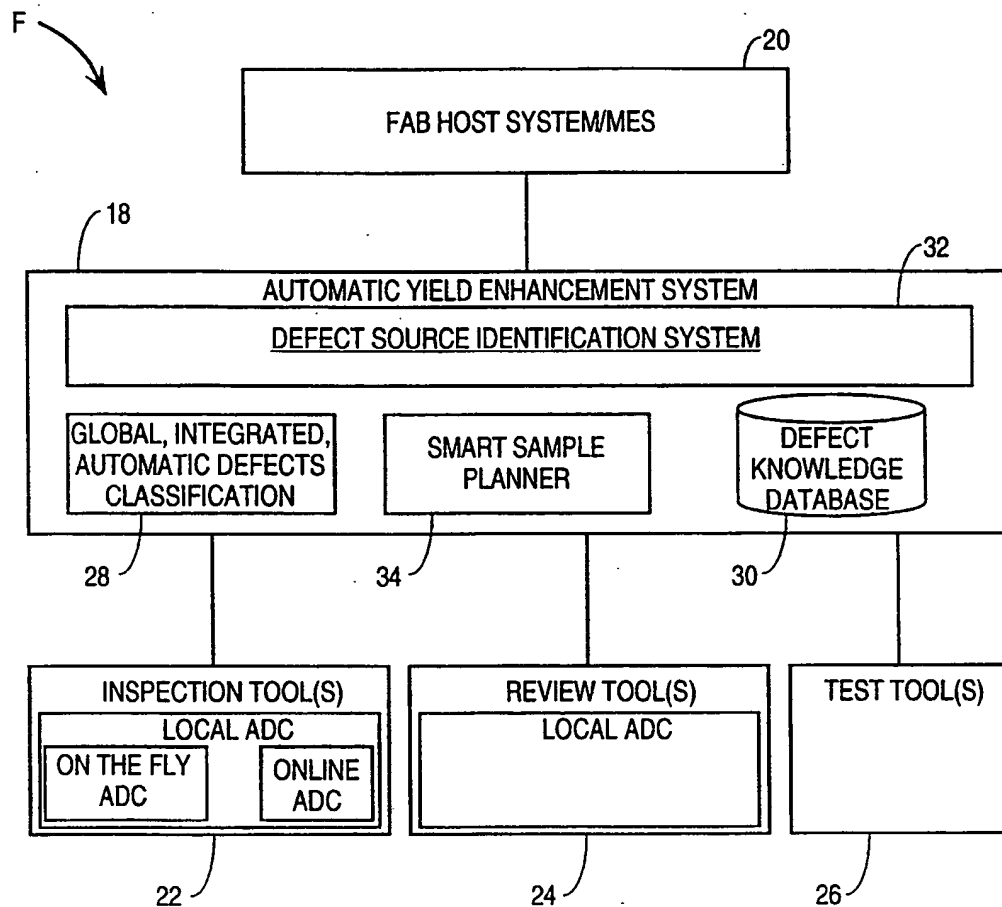 F
20
FAB HOST SYSTEM/MES
18
32
AUTOMATIC YIELD ENHANCEMENT SYSTEM
DEFECT SOURCE IDENTIFICATION SYSTEM
GLOBAL, INTEGRATED,
AUTOMATIC DEFECTS
CLASSIFICATION
SMART SAMPLE
PLANNER
DEFECT
KNOWLEDGE
DATABASE
28
34
30
INSPECTION TOOL(S)
LOCAL ADC
ON THE FLY
ADC
ONLINE
ADC
REVIEW TOOL(S)
LOCAL ADC
TEST TOOL(S)
22
24
26